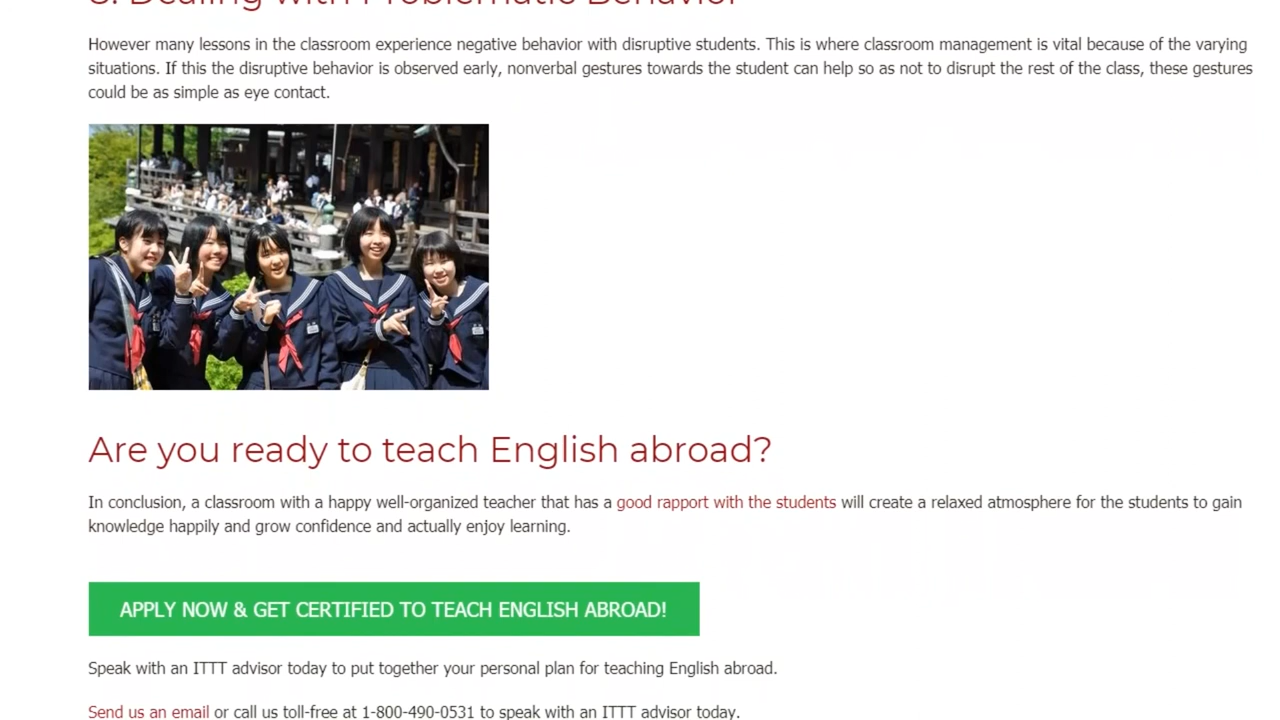 Dealing with Problematic Behavior
However many lessons in the classroom experience negative behavior with disruptive students. This is where classroom management is vital because of the varying
situations. If this the disruptive behavior is observed early, nonverbal gestures towards the student can help so as not to disrupt the rest of the class, these gestures
could be as simple as eye contact.
Are you ready to teach English abroad?
In conclusion, a classroom with a happy well-organized teacher that has a good rapport with the students will create a relaxed atmosphere for the students to gain
knowledge happily and grow confidence and actually enjoy learning.
APPLY NOW & GET CERTIFIED TO TEACH ENGLISH ABROAD!
Speak with an ITTT advisor today to put together your personal plan for teaching English abroad.
Send us an email or call us toll-free at 1-800-490-0531 to speak with an ITTT advisor today.